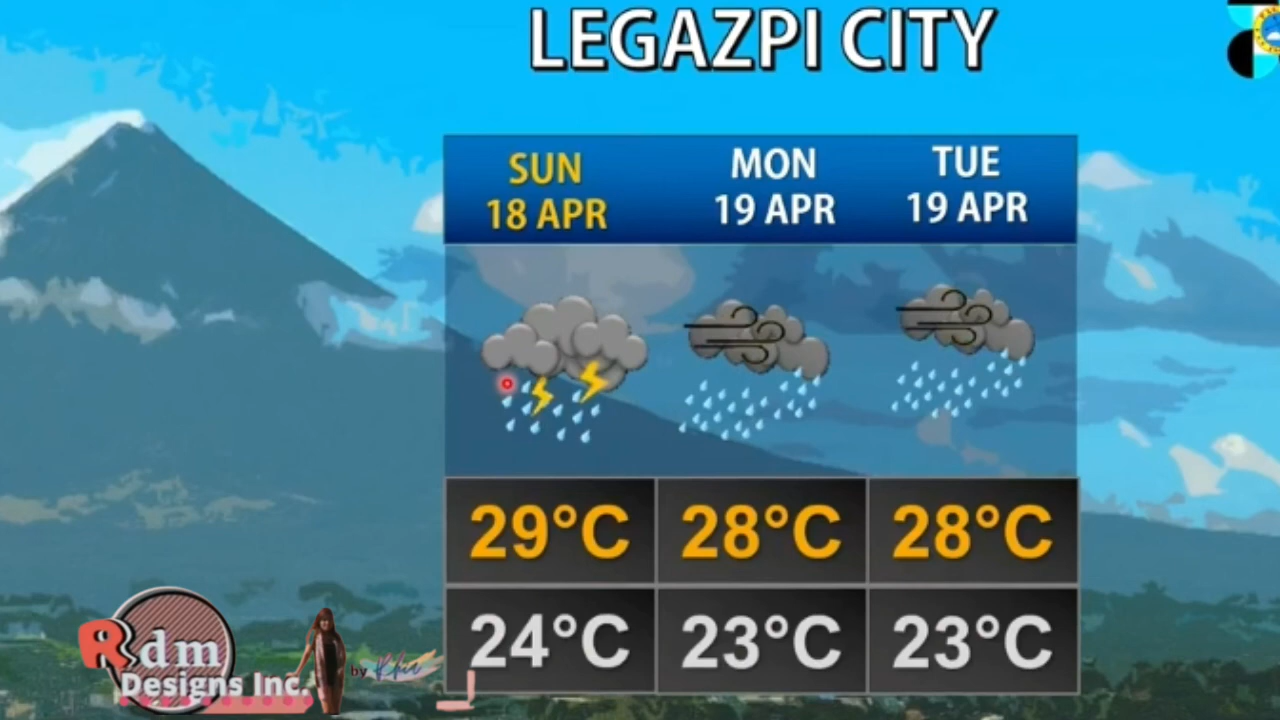 LEGAZPI CITY
SUN MON TUE
18 APR 19 APR 19 APR
29°C 28°C 28°C
24°C 23°C 23°C
Rdm
Designs Inc.
by